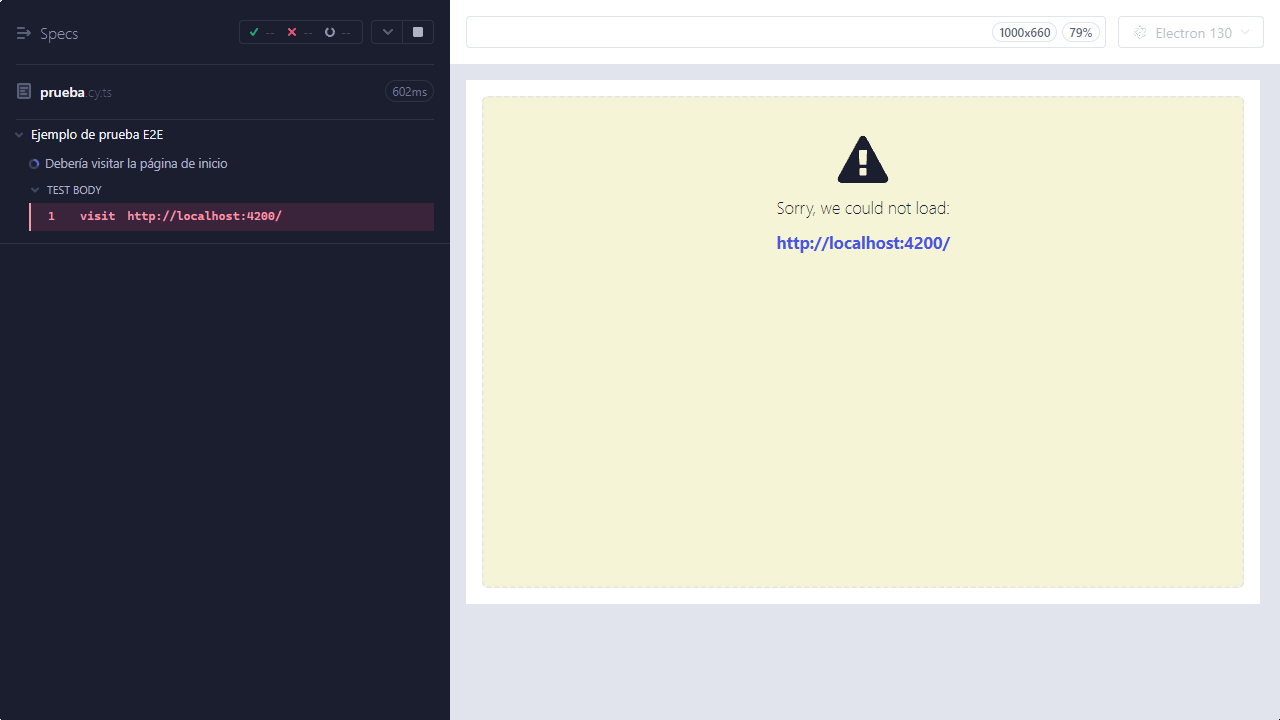 Specs
-- -- --
prueba.cy.ts
602ms
Ejemplo de prueba E2E
Debería visitar la página de inicio
TEST BODY
1 visit http://localhost:4200/
1000x660
79%
Electron 130
Sorry, we could not load:
http://localhost:4200/